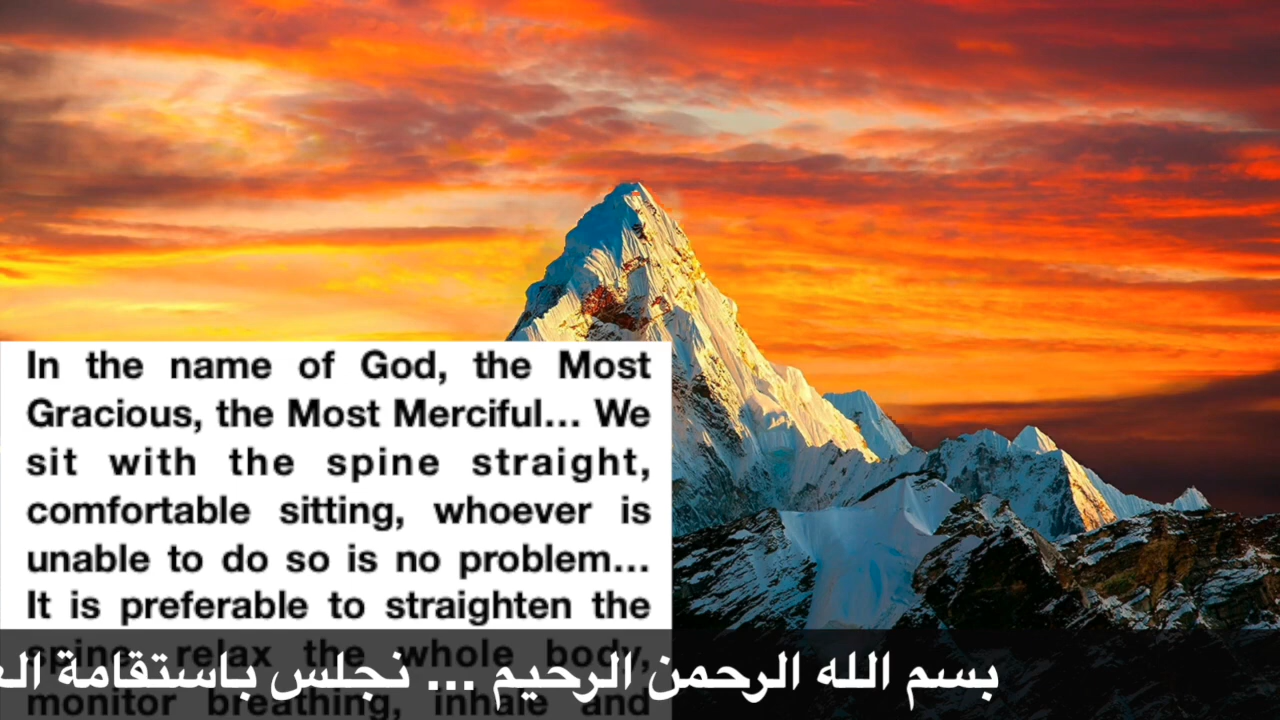 In the name of God, the Most
Gracious, the Most Merciful... We
sit with the spine straight,
comfortable sitting, whoever is
unable to do so is no problem...
It is preferable to straighten the
spine, relax the whole body,
monitor breathing, inhale and
بسم الله الرحمن الرحيم ... نجلس باستقامة